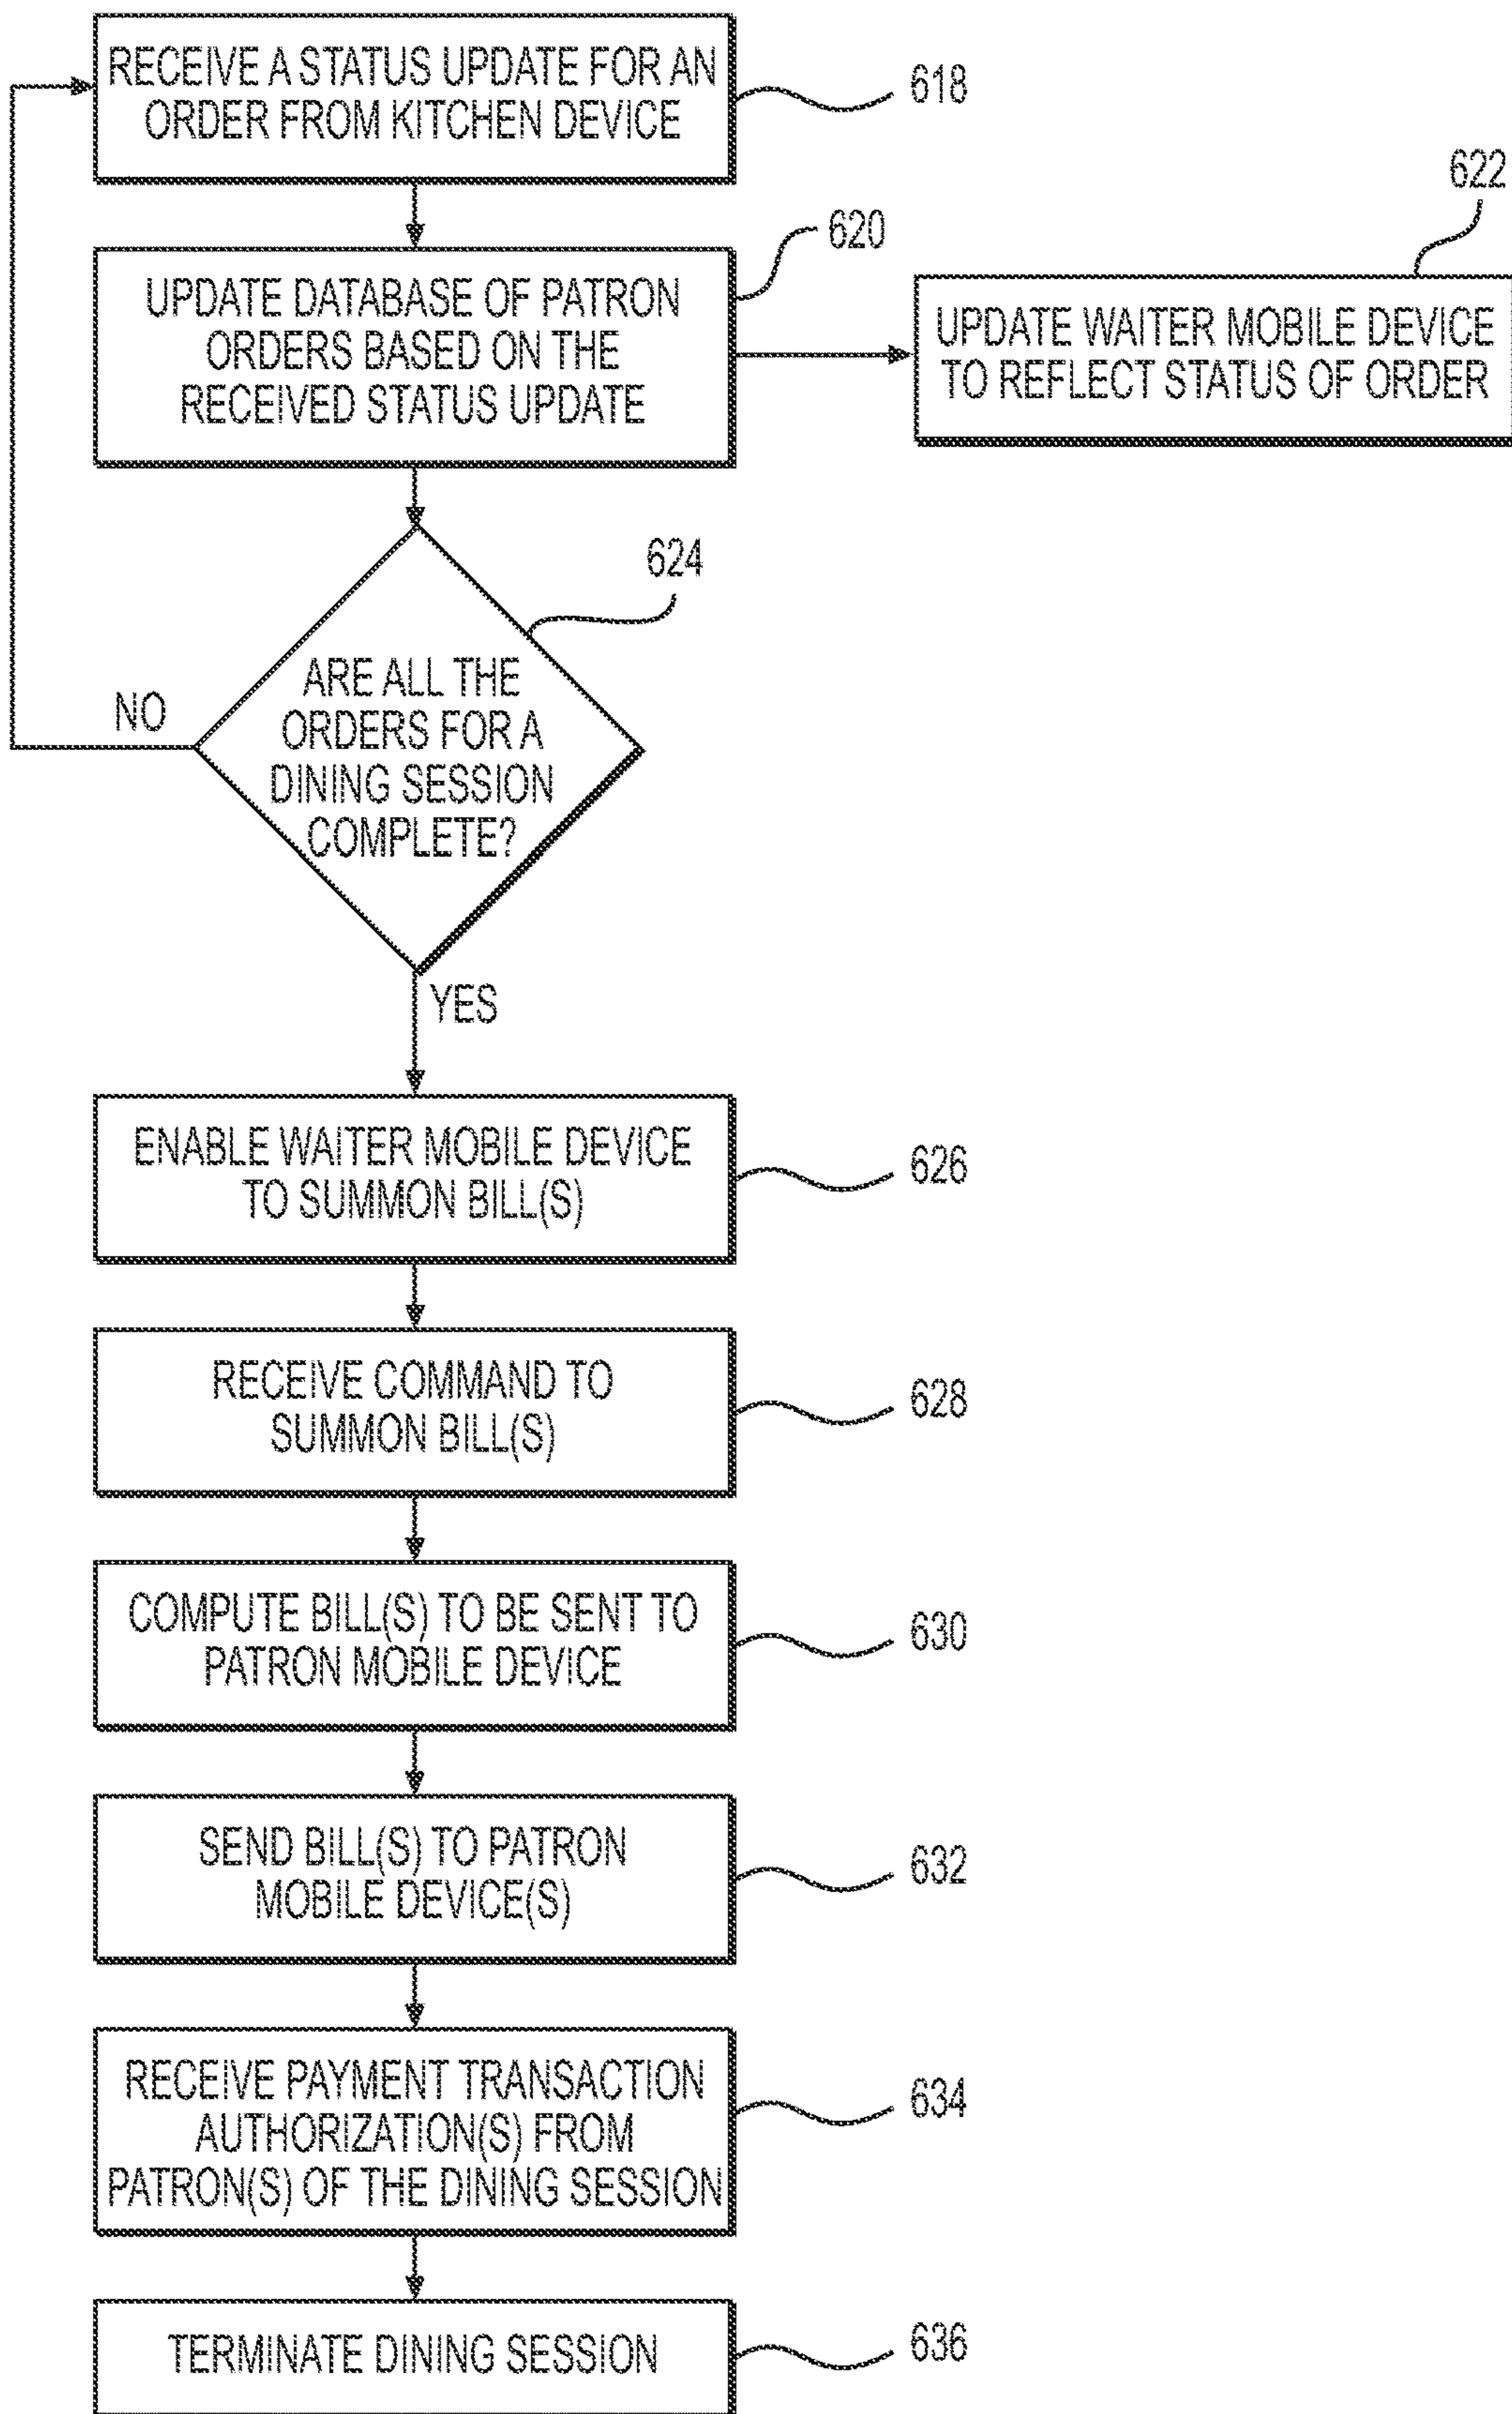 RECEIVE A STATUS UPDATE FOR AN
ORDER FROM KITCHEN DEVICE
618
622
620
UPDATE DATABASE OF PATRON
ORDERS BASED ON THE
RECEIVED STATUS UPDATE
UPDATE WAITER MOBILE DEVICE
TO REFLECT STATUS OF ORDER
624
ARE ALL THE
ORDERS FOR A
DINING SESSION
COMPLETE?
NO
YES
ENABLE WAITER MOBILE DEVICE
TO SUMMON BILL(S)
626
RECEIVE COMMAND TO
SUMMON BILL(S)
628
COMPUTE BILL(S) TO BE SENT TO
PATRON MOBILE DEVICE
630
SEND BILL(S) TO PATRON
MOBILE DEVICE(S)
632
RECEIVE PAYMENT TRANSACTION
AUTHORIZATION(S) FROM
PATRON(S) OF THE DINING SESSION
634
TERMINATE DINING SESSION
636